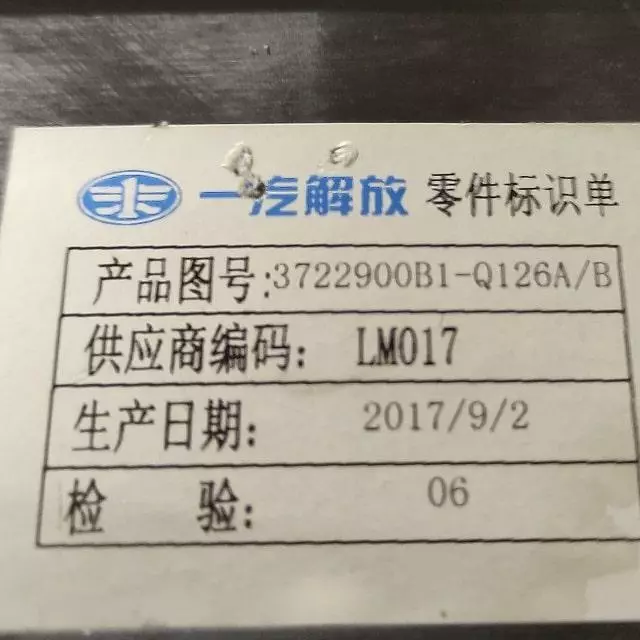 一汽解放 零件标识单
产品图号:3722900B1-Q126A/B
供应商编码: LM017
生产日期: 2017/9/2
检 验: 06